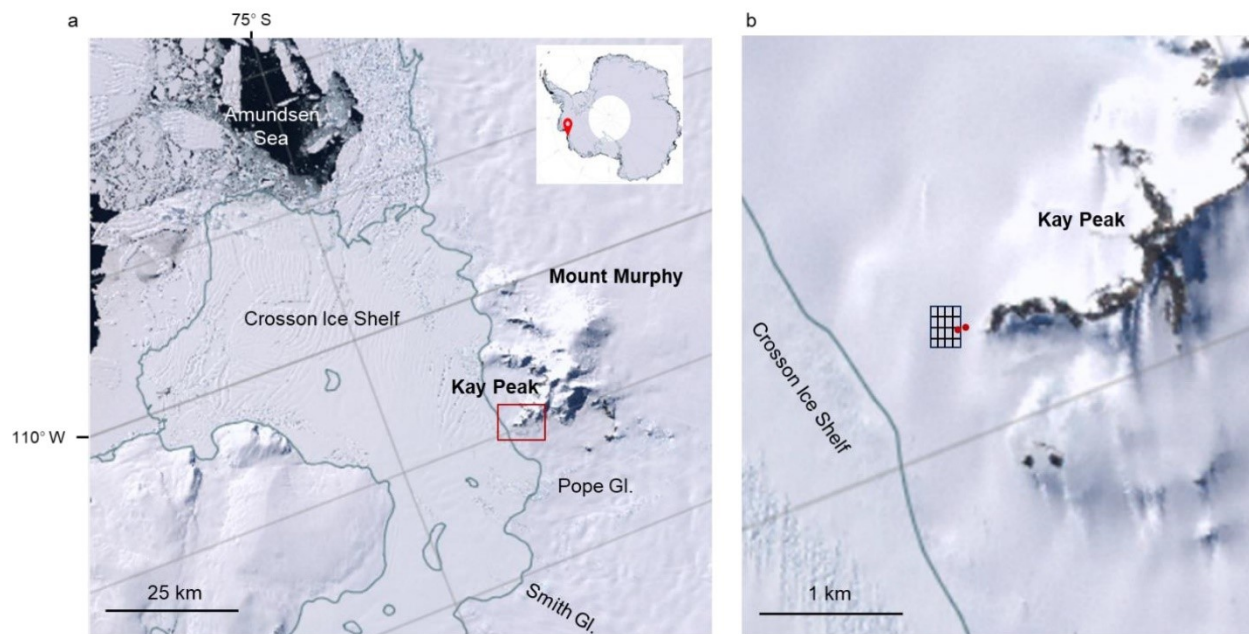 a
75° S
Amundsen
Sea
Mount Murphy
Crosson Ice Shelf
Kay Peak
110° W
Pope Gl.
25 km
Smith Gl.
b
Kay Peak
Crosson Ice Shelf
1 km